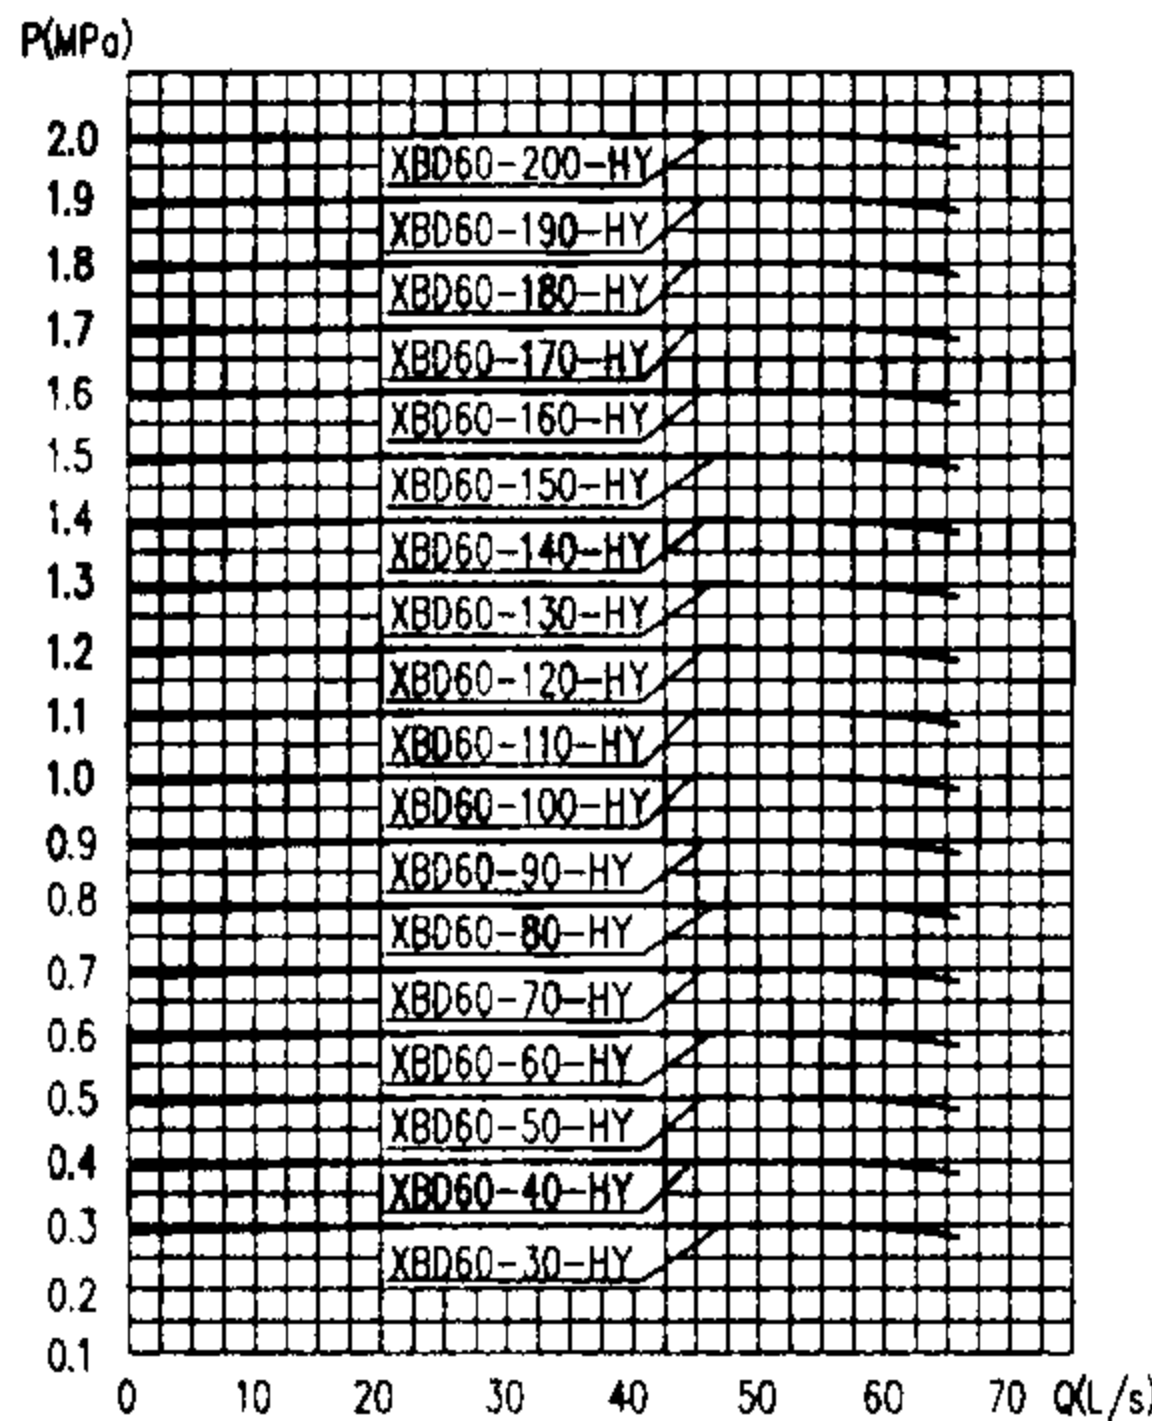 P(MPa)
2.0
XBD60-200-HY
1.9
XBD60-190-HY
1.8
XBD60-180-HY
1.7
XBD60-170-HY
1.6
XBD60-160-HY
1.5
XBD60-150-HY
1.4
XBD60-140-HY
1.3
XBD60-130-HY
1.2
XBD60-120-HY
1.1
XBD60-110-HY
1.0
XBD60-100-HY
0.9
XBD60-90-HY
0.8
XBD60-80-HY
0.7
XBD60-70-HY
0.6
XBD60-60-HY
0.5
XBD60-50-HY
0.4
XBD60-40-HY
0.3
XBD60-30-HY
0.2
0.1
0 10 20 30 40 50 60 70 Q(L/s)